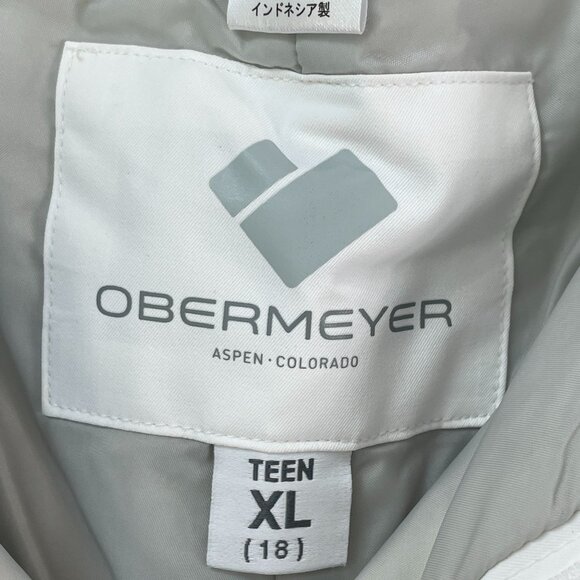 インドネシア製
OBERMEYER
ASPEN · COLORADO
TEEN
XL
(18)